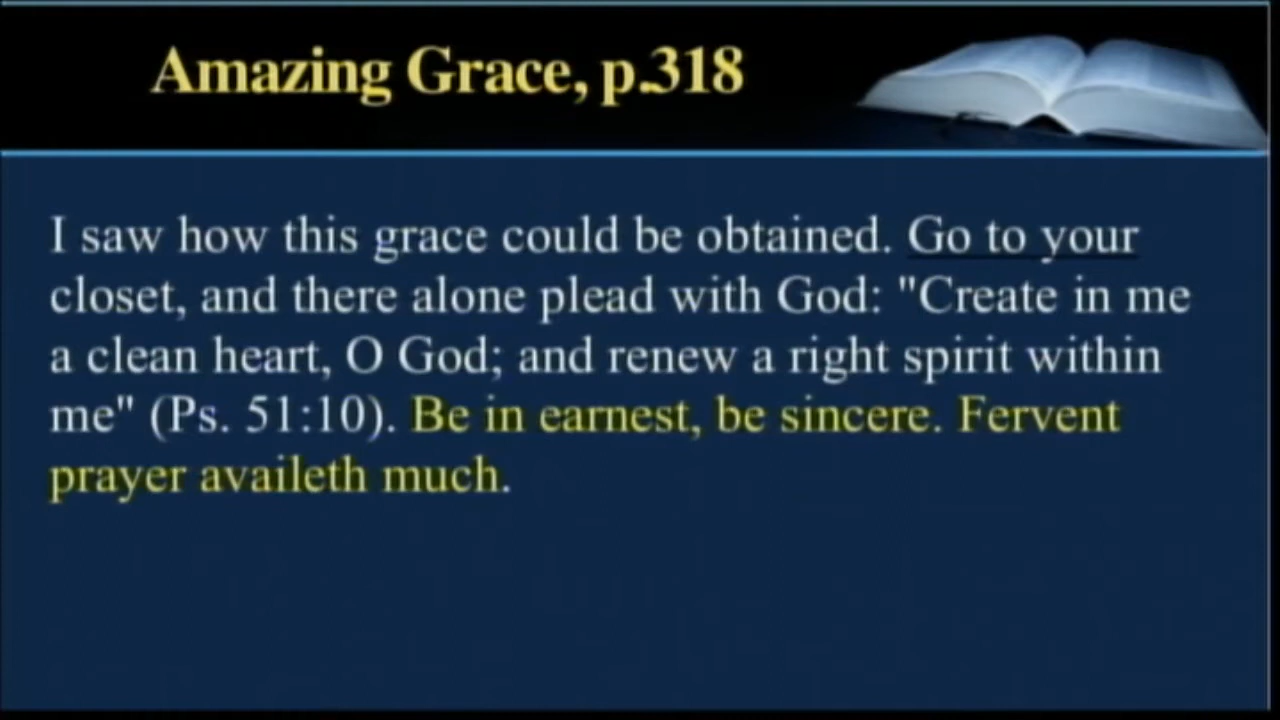 Amazing Grace, p.318
I saw how this grace could be obtained. Go to your
closet, and there alone plead with God: "Create in me
a clean heart, O God; and renew a right spirit within
me" (Ps. 51:10). Be in earnest, be sincere. Fervent
prayer availeth much.